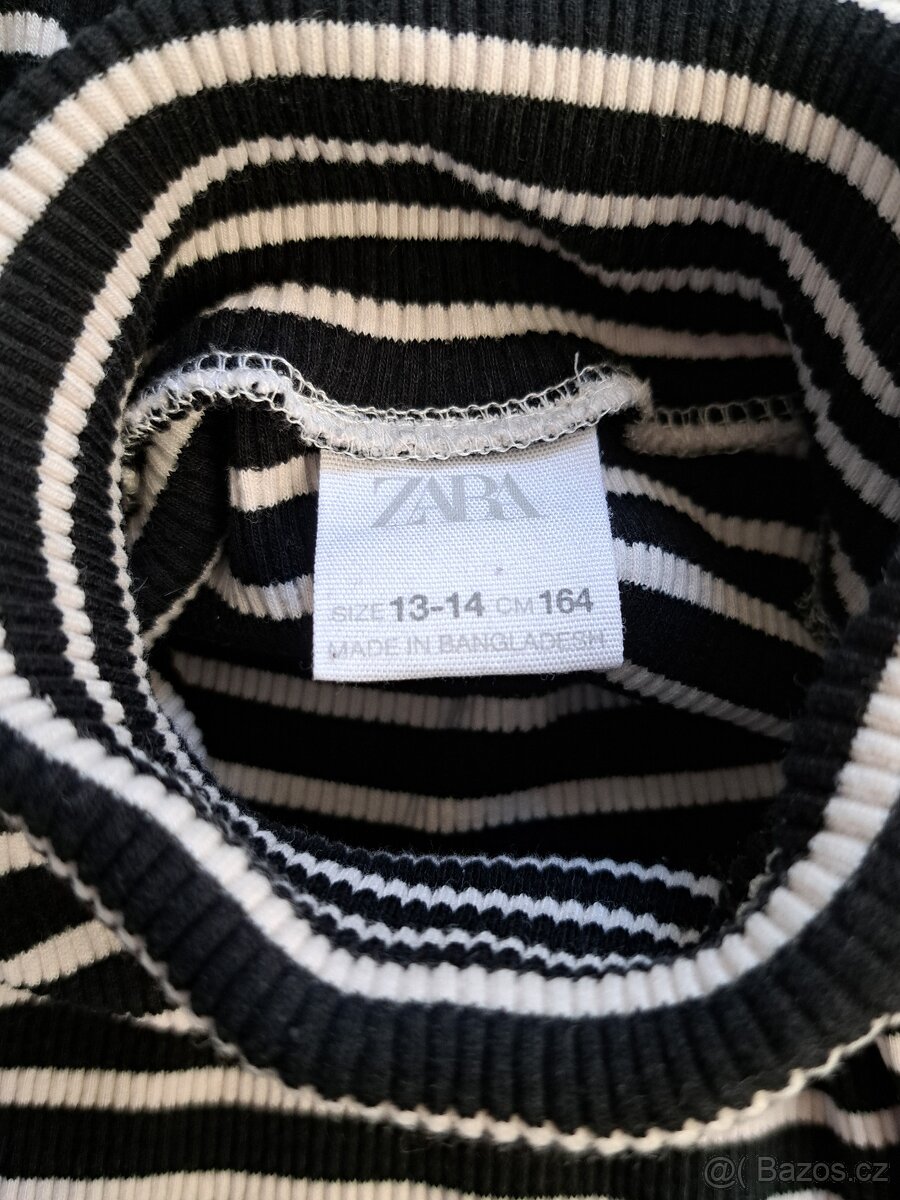 ZARA
SIZE 13-14 CM 164
MADE IN BANGLADESH
@( Bazos.cz